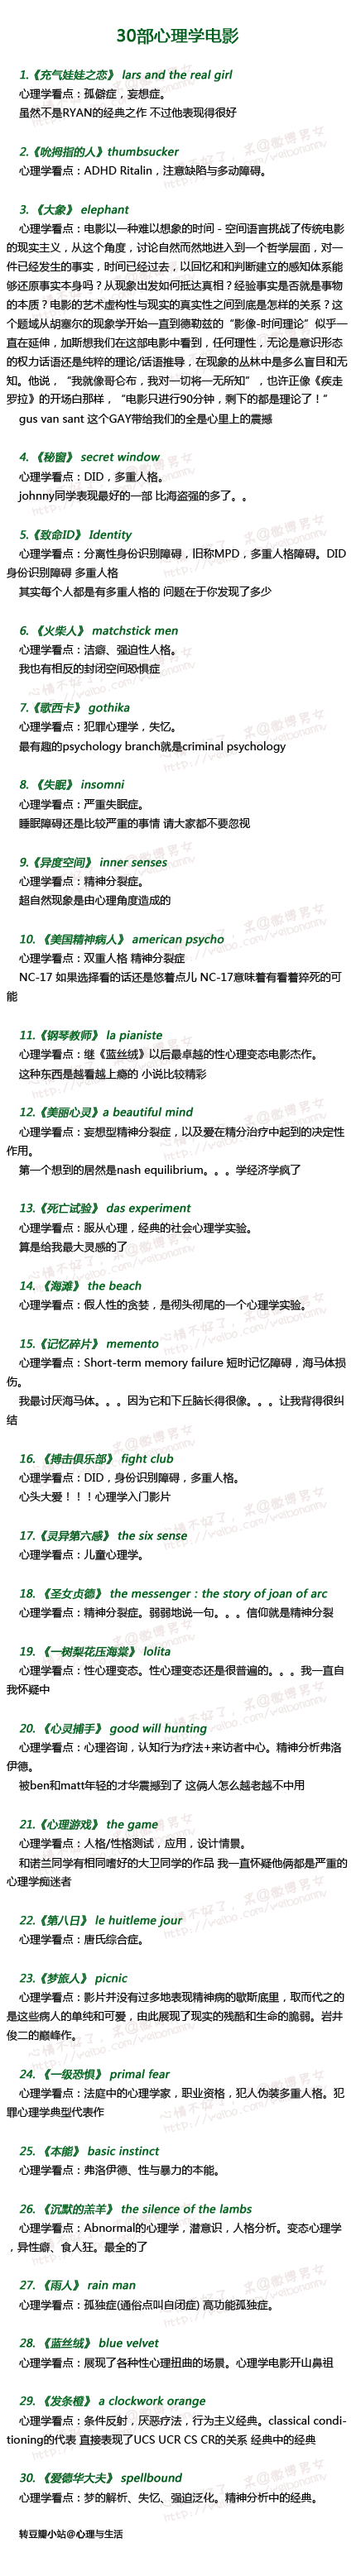 30部心理学电影
1.《充气娃娃之恋》 lars and the real girl
心理学看点：孤僻症，妄想症。
虽然不是RYAN的经典之作 不过他表现得很好
2.《吮拇指的人》thumbsucker
心理学看点：ADHD Ritalin，注意缺陷与多动障碍。
3. 《大象》 elephant
心理学看点：电影以一种难以想象的时间 - 空间语言挑战了传统电影
的现实主义，从这个角度，讨论自然而然地进入到一个哲学层面，对一
件已经发生的事实，时间已经过去，以回忆和和判断建立的感知体系能
够还原事实本身吗？从现象出发如何抵达真相？经验事实是否就是事物
的本质？电影的艺术虚构性与现实的真实性之间到底是怎样的关系？这
个题域从胡塞尔的现象学开始一直到德勒兹的“影像-时间理论”似乎一
直在延伸，加斯想我们在这部电影中看到，任何理性，无论是意识形态
的权力话语还是纯粹的理论/话语推导，在现象的丛林中是多么盲目和无
知。他说，“我就像哥仑布，我对一切将一无所知”，也许正像《疾走
罗拉》的开场白那样，“电影只进行90分钟，剩下的都是理论了！”
gus van sant 这个GAY带给我们的全是心里上的震撼
4. 《秘窗》 secret window
心理学看点：DID，多重人格。
johnny同学表现最好的一部 比海盗强的多了。。
5.《致命ID》 Identity
心理学看点：分离性身份识别障碍，旧称MPD，多重人格障碍。DID
身份识别障碍 多重人格
其实每个人都是有多重人格的 问题在于你发现了多少
6. 《火柴人》 matchstick men
心理学看点：洁癖、强迫性人格。
我也有相反的封闭空间恐惧症
7.《歌西卡》 gothika
心理学看点：犯罪心理学，失忆。
最有趣的psychology branch就是criminal psychology
8. 《失眠》 insomni
心理学看点：严重失眠症。
睡眠障碍还是比较严重的事情 请大家都不要忽视
9.《异度空间》 inner senses
心理学看点：精神分裂症。
超自然现象是由心理角度造成的
10. 《美国精神病人》 american psycho
心理学看点：双重人格 精神分裂症
NC-17 如果选择看的话还是悠着点儿 NC-17意味着有看着猝死的可
能
11.《钢琴教师》 la pianiste
心理学看点：继《蓝丝绒》以后最卓越的性心理变态电影杰作。
这种东西是越看越上瘾的 小说比较精彩
12.《美丽心灵》a beautiful mind
心理学看点：妄想型精神分裂症，以及爱在精分治疗中起到的决定性
作用。
第一个想到的居然是nash equilibrium。。。学经济学疯了
13.《死亡试验》 das experiment
心理学看点：服从心理，经典的社会心理学实验。
算是给我最大灵感的了
14. 《海滩》 the beach
心理学看点：假人性的贪婪，是彻头彻尾的一个心理学实验。
15.《记忆碎片》 memento
心理学看点：Short-term memory failure 短时记忆障碍，海马体损
伤。
我最讨厌海马体。。。因为它和下丘脑长得很像。。。让我背得很纠
结
16. 《搏击俱乐部》 fight club
心理学看点：DID，身份识别障碍，多重人格。
心头大爱！！！心理学入门影片
17.《灵异第六感》 the six sense
心理学看点：儿童心理学。
18. 《圣女贞德》 the messenger：the story of joan of arc
心理学看点：精神分裂症。弱弱地说一句。。。信仰就是精神分裂
19. 《一树梨花压海棠》 lolita
心理学看点：性心理变态。性心理变态还是很普遍的。。。我一直自
我怀疑中
20. 《心灵捕手》 good will hunting
心理学看点：心理咨询，认知行为疗法+来访者中心。精神分析弗洛
伊德。
被ben和matt年轻的才华震撼到了 这俩人怎么越老越不中用
21.《心理游戏》 the game
心理学看点：人格/性格测试，应用，设计情景。
和诺兰同学有相同嗜好的大卫同学的作品 我一直怀疑他俩都是严重的
心理学痴迷者
22.《第八日》 le huitleme jour
心理学看点：唐氏综合症。
23.《梦旅人》 picnic
心理学看点：影片并没有过多地表现精神病的歇斯底里，取而代之的
是这些病人的单纯和可爱，由此展现了现实的残酷和生命的脆弱。岩井
俊二的巅峰作。
24. 《一级恐惧》 primal fear
心理学看点：法庭中的心理学家，职业资格，犯人伪装多重人格。犯
罪心理学典型代表作
25. 《本能》 basic instinct
心理学看点：弗洛伊德、性与暴力的本能。
26. 《沉默的羔羊》 the silence of the lambs
心理学看点：Abnormal的心理学，潜意识，人格分析。变态心理学
，异性癖、食人狂。最全的了
27. 《雨人》 rain man
心理学看点：孤独症(通俗点叫自闭症) 高功能孤独症。
28. 《蓝丝绒》 blue velvet
心理学看点：展现了各种性心理扭曲的场景。心理学电影开山鼻祖
29. 《发条橙》 a clockwork orange
心理学看点：条件反射，厌恶疗法，行为主义经典。classical condi-
tioning的代表 直接表现了UCS UCR CS CR的关系 经典中的经典
30. 《爱德华大夫》 spellbound
心理学看点：梦的解析、失忆、强迫泛化。精神分析中的经典。
转豆瓣小站@心理与生活